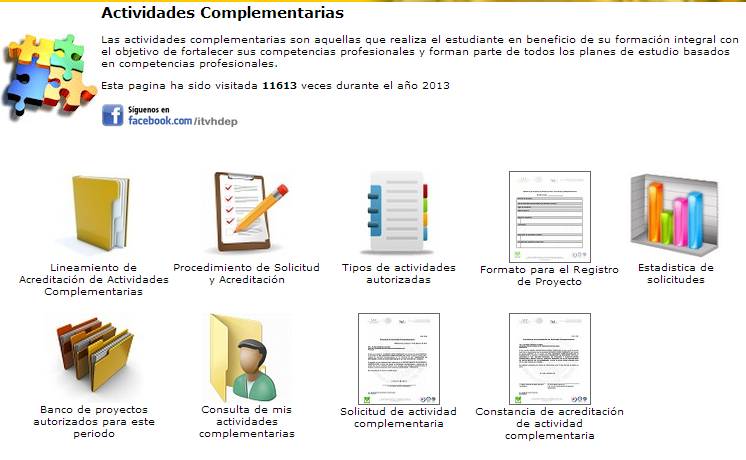 Actividades Complementarias
Las actividades complementarias son aquellas que realiza el estudiante en beneficio de su formación integral con
el objetivo de fortalecer sus competencias profesionales y forman parte de todos los planes de estudio basados
en competencias profesionales.
Esta pagina ha sido visitada 11613 veces durante el año 2013
Síguenos en
facebook.com/itvhdep
Lineamiento de
Acreditación de Actividades
Complementarias
Procedimiento de Solicitud
y Acreditación
Tipos de actividades
autorizadas
Formato para el Registro
de Proyecto
Estadistica de
solicitudes
Banco de proyectos
autorizados para este
periodo
Consulta de mis
actividades
complementarias
Solicitud de actividad
complementaria
Constancia de acreditación
de actividad
complementaria